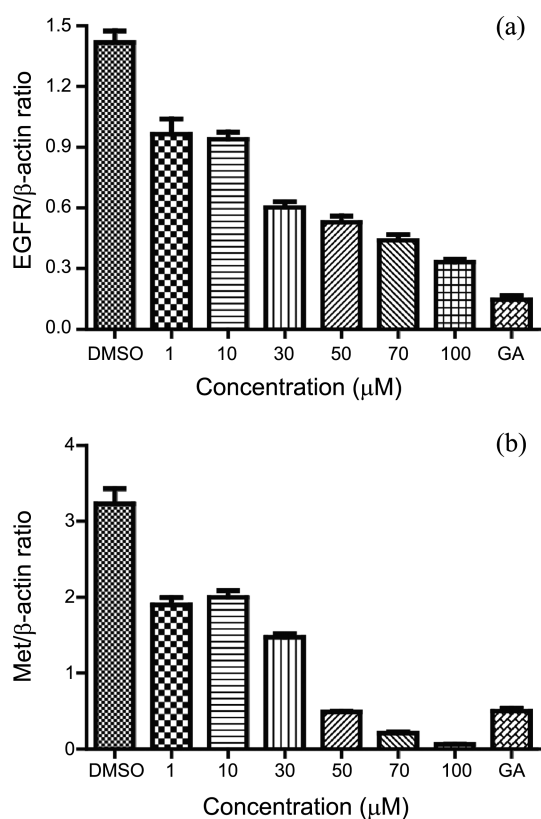 (a)
EGFR/β-actin ratio
1.5
1.2
0.9
0.6
0.3
0.0
DMSO 1 10 30 50 70 100 GA
Concentration (μM)
(b)
Met/β-actin ratio
4
3
2
1
0
DMSO 1 10 30 50 70 100 GA
Concentration (μM)